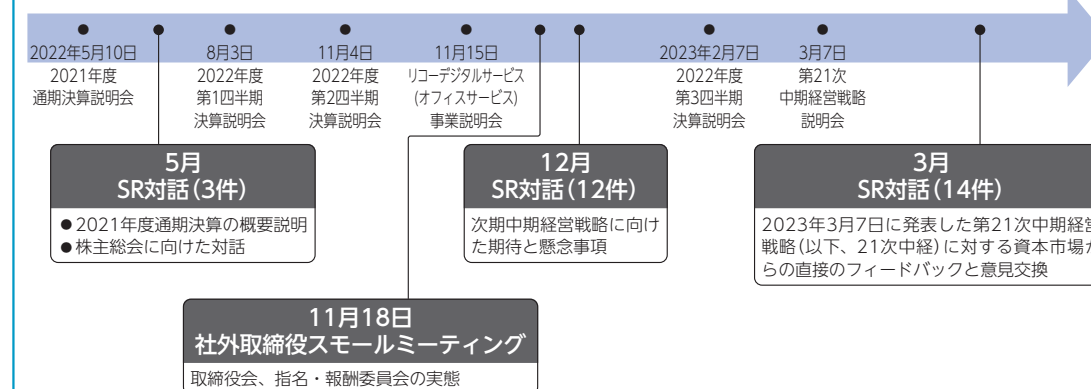 2022年5月10日
2021年度
通期決算説明会
8月3日
2022年度
第1四半期
決算説明会
11月4日
2022年度
第2四半期
決算説明会
11月15日
リコーデジタルサービス
(オフィスサービス)
事業説明会
2023年2月7日
2022年度
第3四半期
決算説明会
3月7日
第21次
中期経営戦略
説明会
5月
SR対話(3件)
●2021年度通期決算の概要説明
●株主総会に向けた対話
12月
SR対話(12件)
次期中期経営戦略に向け
た期待と懸念事項
3月
SR対話(14件)
2023年3月7日に発表した第21次中期経営
戦略(以下、21次中経)に対する資本市場か
らの直接のフィードバックと意見交換
11月18日
社外取締役スモールミーティング
取締役会、指名・報酬委員会の実態